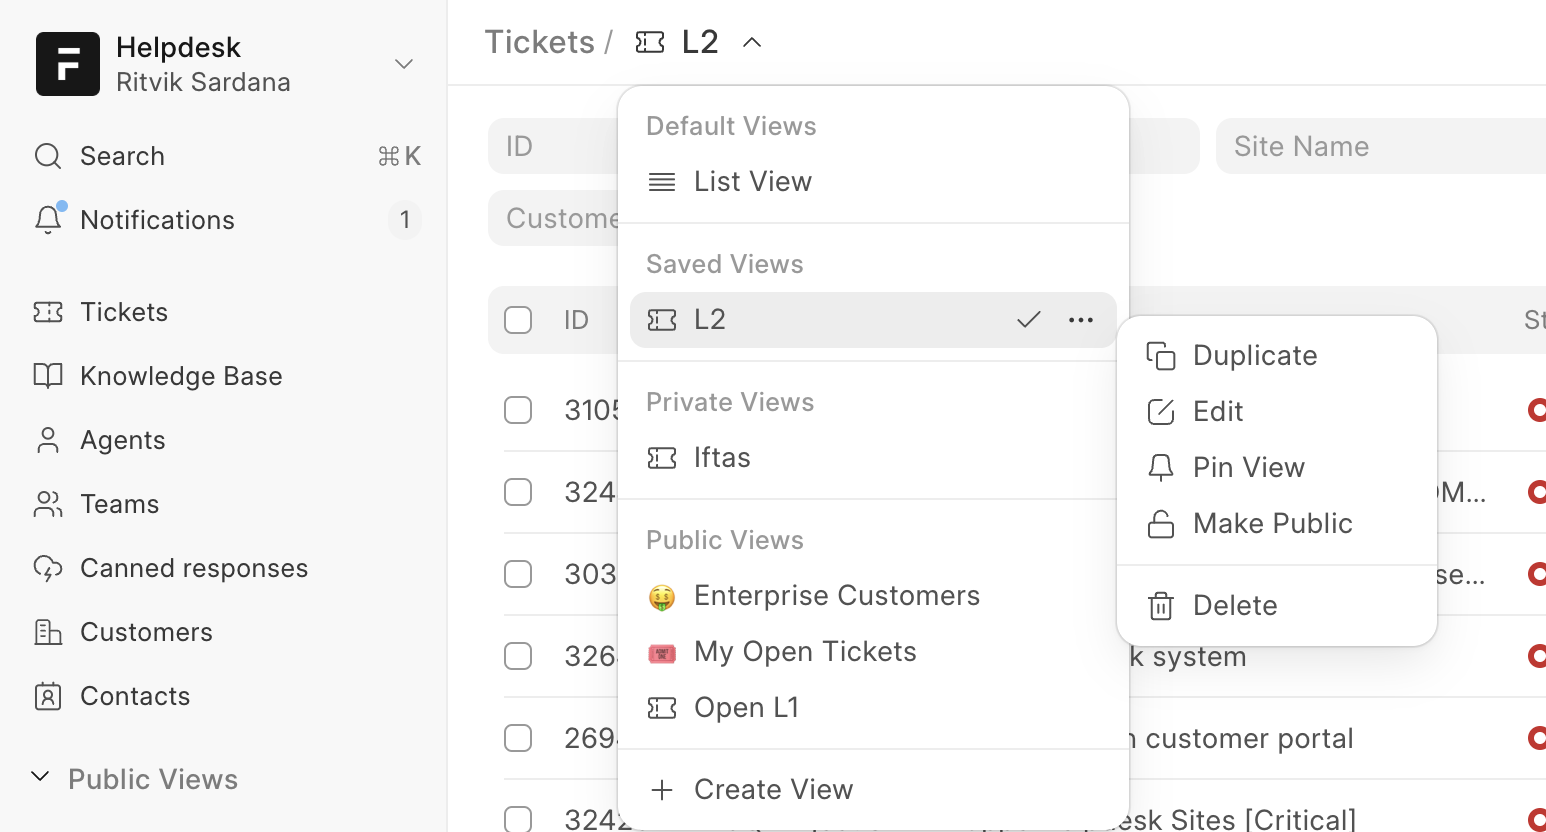 Helpdesk
Ritvik Sardana
Search ⌘K
Notifications 1
Tickets
Knowledge Base
Agents
Teams
Canned responses
Customers
Contacts
Public Views
Tickets / L2
ID
Site Name
Custome
ID St
3105
324
303
326
k system
269
customer portal
3242
esk Sites [Critical]
Default Views
List View
Saved Views
L2
Private Views
Iftas
Public Views
Enterprise Customers
ADMIT
ONE
My Open Tickets
Open L1
Create View
Duplicate
Edit
Pin View
Make Public
Delete